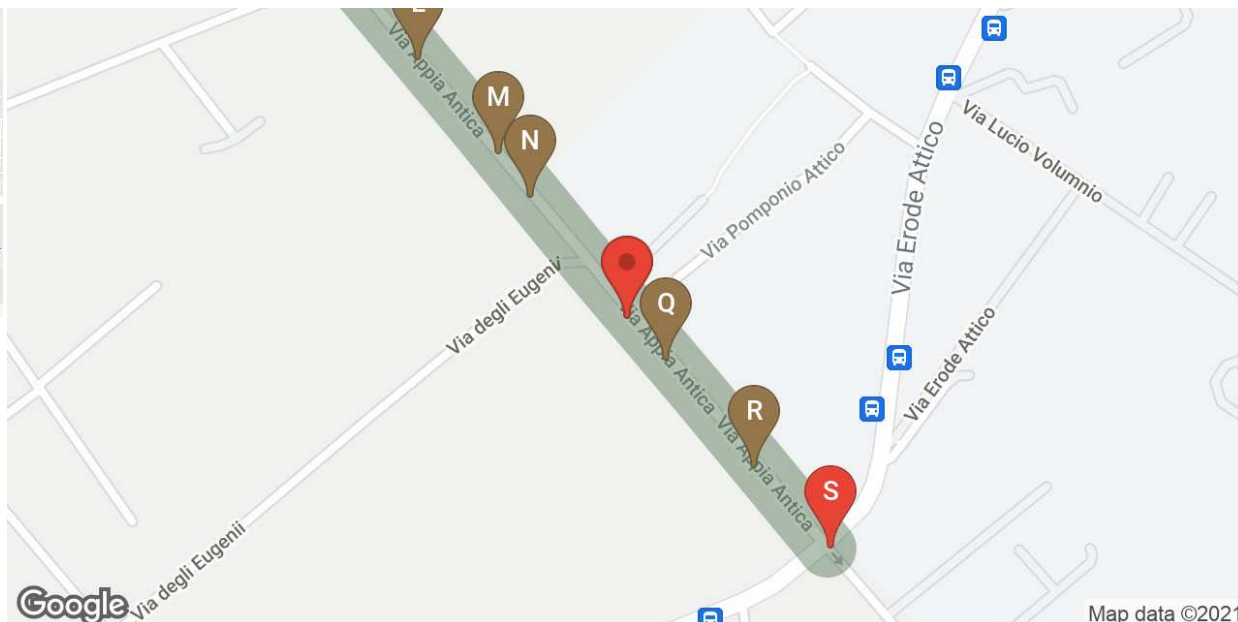 L
Via Appia Antica
M
N
Via Lucio Volumnio
Via Pomponio Attico
Via Erode Attico
Via degli Eugenii
Via Appia Antica
Q
Via Erode Attico
R
Via Appia Antica
S
Via degli Eugenii
Google
Map data ©2021